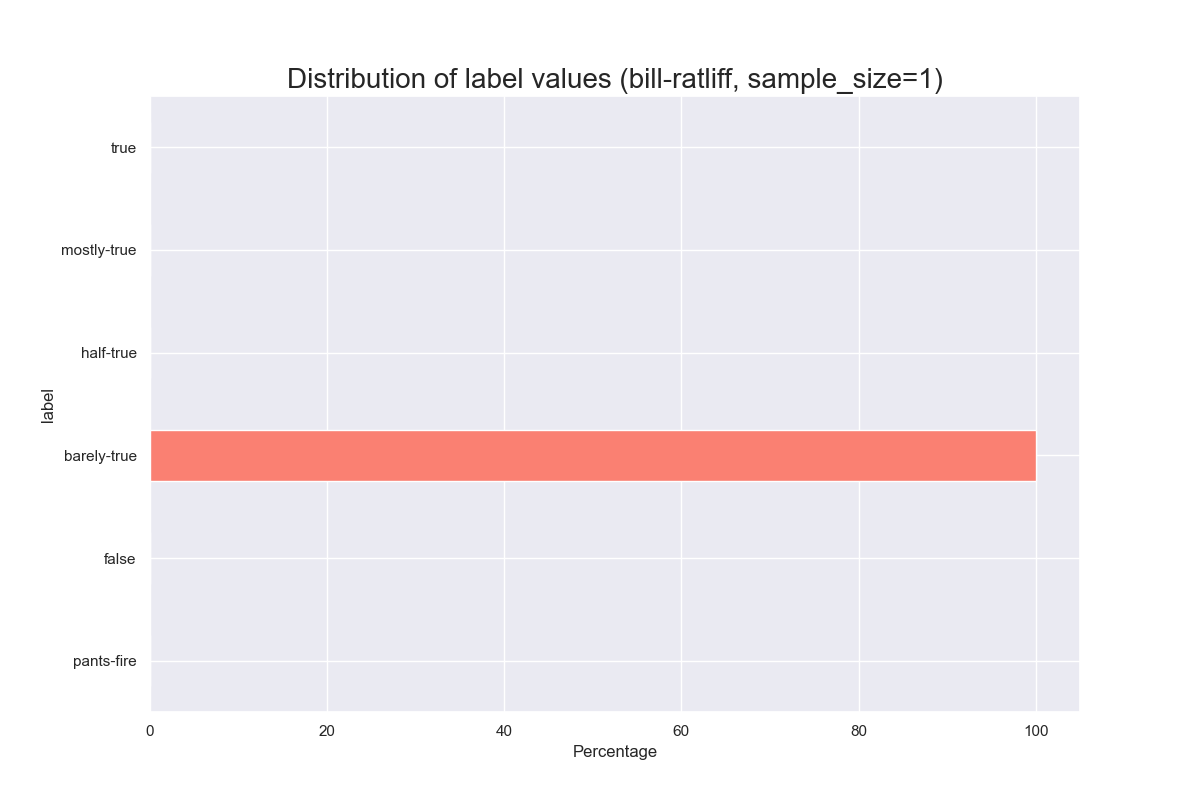 Distribution of label values (bill-ratliff, sample_size=1)
true
mostly-true
half-true
label
barely-true
false
pants-fire
0 20 40 60 80 100
Percentage